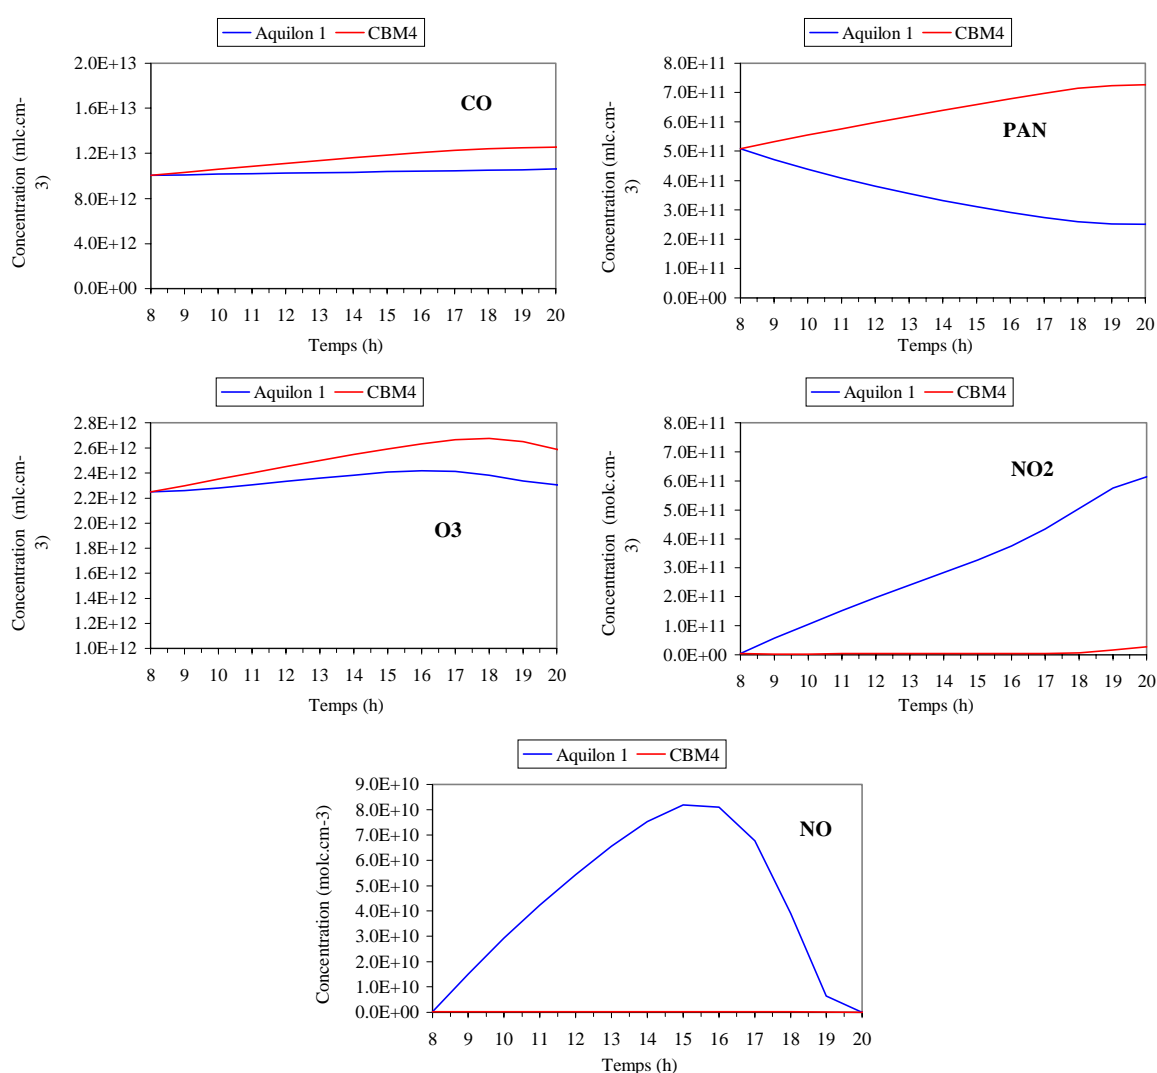 Aquilon 1 CBM4
2.0E+13
1.6E+13
1.2E+13
8.0E+12
4.0E+12
0.0E+00
Concentration (mlc.cm-
3)
CO
8 9 10 11 12 13 14 15 16 17 18 19 20
Temps (h)
Aquilon 1 CBM4
8.0E+11
7.0E+11
6.0E+11
5.0E+11
4.0E+11
3.0E+11
2.0E+11
1.0E+11
0.0E+00
Concentration (mlc.cm-
3)
PAN
8 9 10 11 12 13 14 15 16 17 18 19 20
Temps (h)
Aquilon 1 CBM4
2.8E+12
2.6E+12
2.4E+12
2.2E+12
2.0E+12
1.8E+12
1.6E+12
1.4E+12
1.2E+12
1.0E+12
Concentration (mlc.cm-
3)
O3
8 9 10 11 12 13 14 15 16 17 18 19 20
Temps (h)
Aquilon 1 CBM4
8.0E+11
7.0E+11
6.0E+11
5.0E+11
4.0E+11
3.0E+11
2.0E+11
1.0E+11
0.0E+00
Concentration (molc.cm-
3)
NO2
8 9 10 11 12 13 14 15 16 17 18 19 20
Temps (h)
Aquilon 1 CBM4
9.0E+10
8.0E+10
7.0E+10
6.0E+10
5.0E+10
4.0E+10
3.0E+10
2.0E+10
1.0E+10
0.0E+00
Concentration (molc.cm-3)
NO
8 9 10 11 12 13 14 15 16 17 18 19 20
Temps (h)